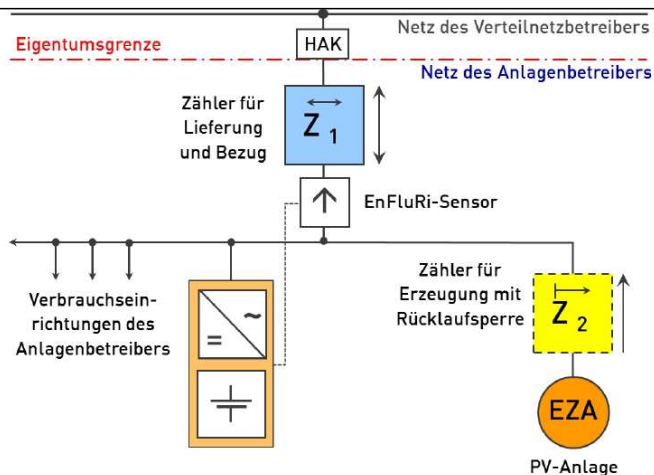 Netz des Verteilnetzbetreibers
Eigentumsgrenze
HAK
Netz des Anlagenbetreibers
Zähler für
Lieferung
und Bezug
Z 1
EnFluRi-Sensor
Verbrauchsein-
richtungen des
Anlagenbetreibers
= ~
Zähler für
Erzeugung mit
Rücklaufsperre
Z 2
EZA
PV-Anlage